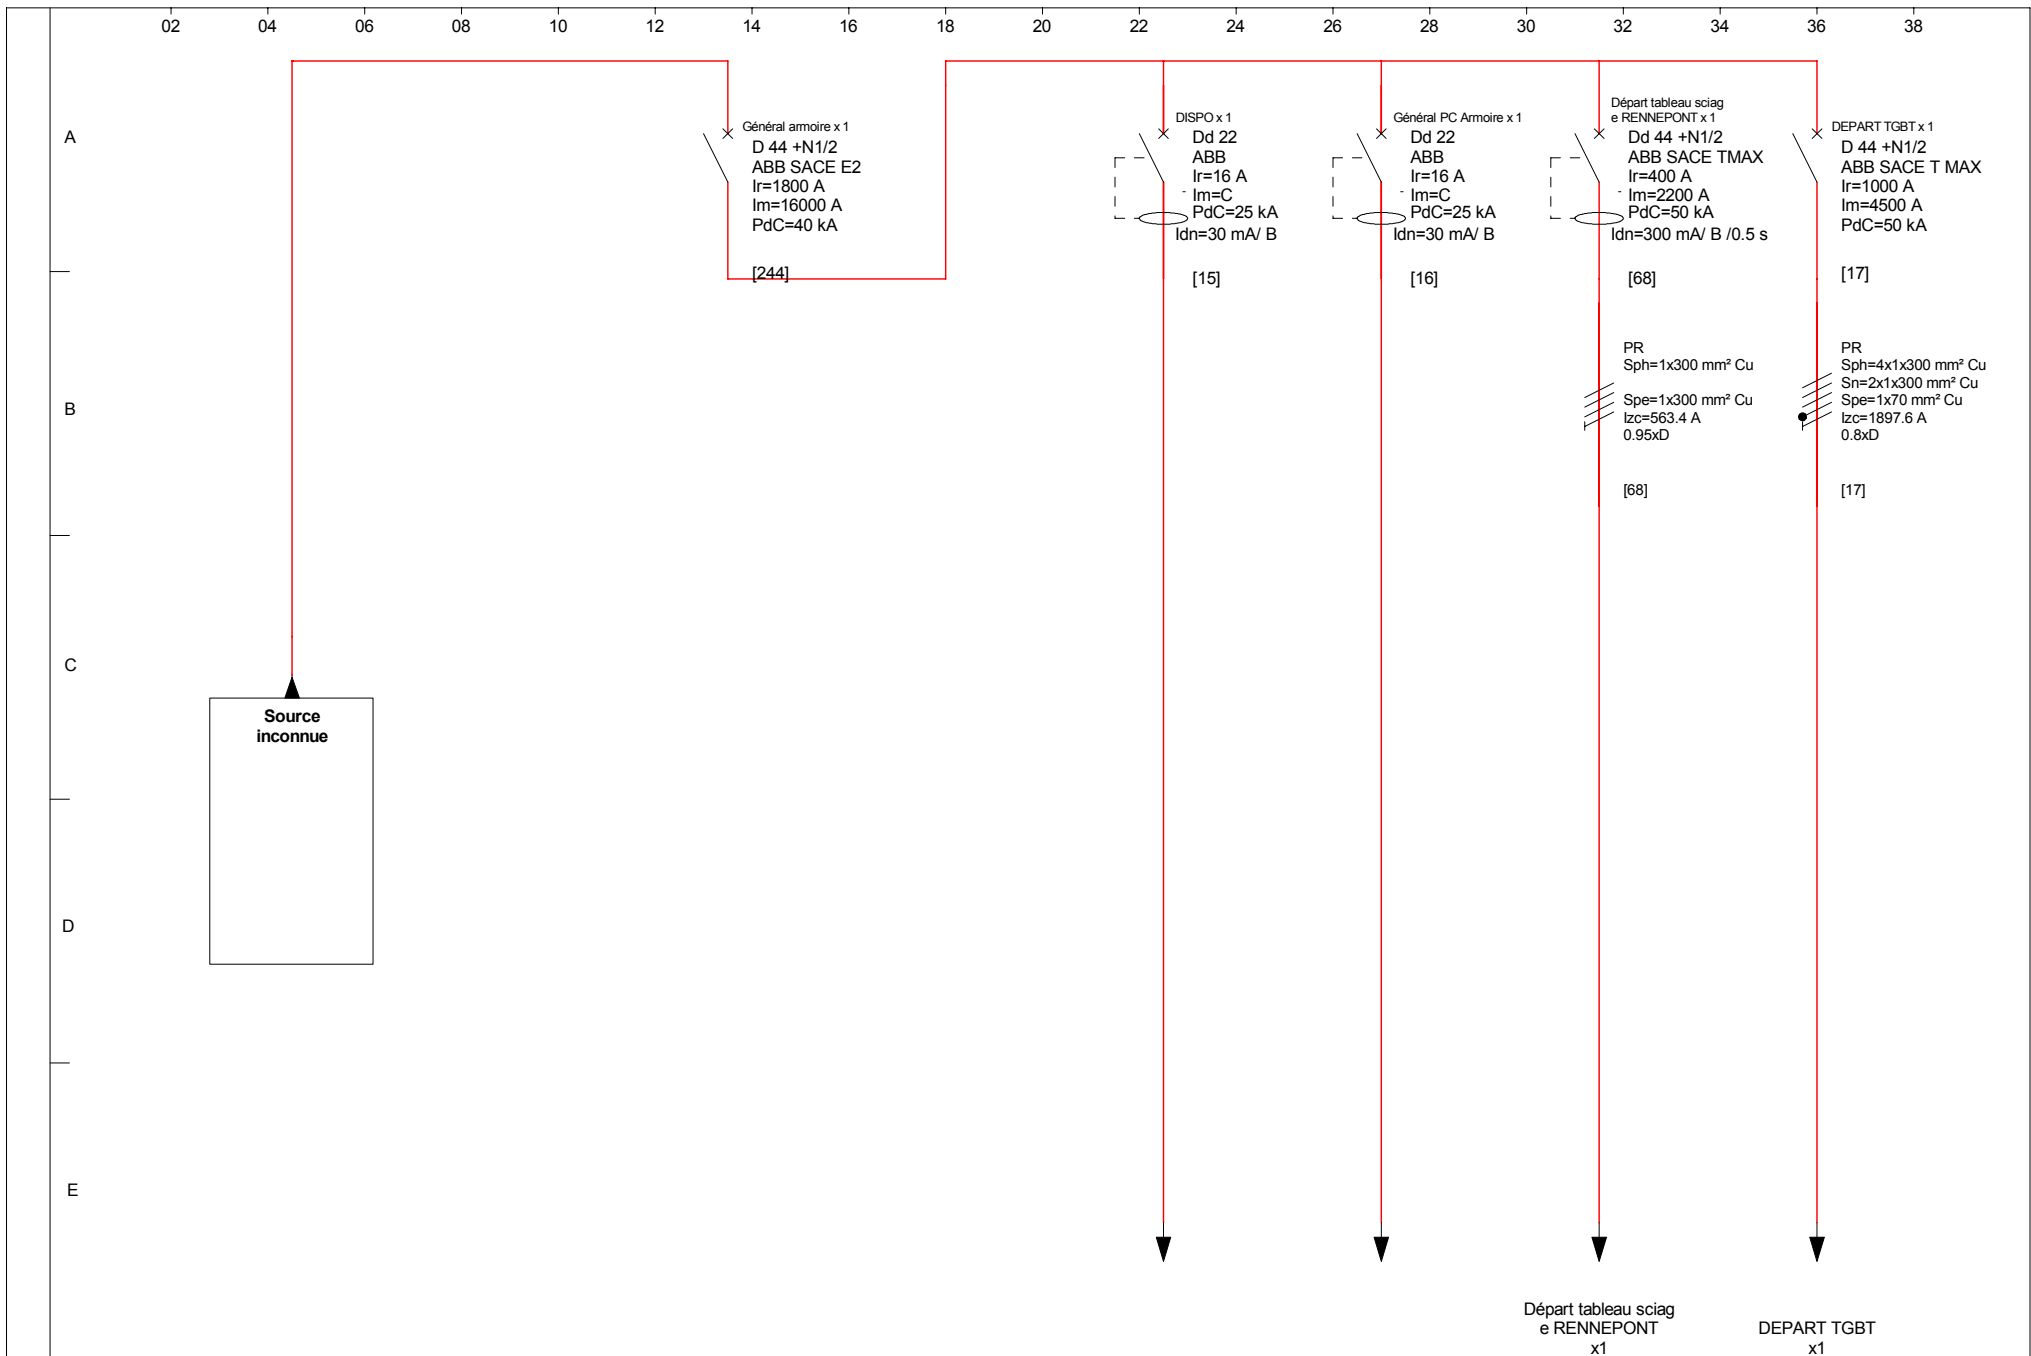 02 04 06 08 10 12 14 16 18 20 22 24 26 28 30 32 34 36 38
A
Général armoire x 1
D 44 +N1/2
ABB SACE E2
Ir=1800 A
Im=16000 A
PdC=40 kA
[244]
DISPO x 1
Dd 22
ABB
Ir=16 A
Im=C
PdC=25 kA
Idn=30 mA/ B
[15]
Général PC Armoire x 1
Dd 22
ABB
Ir=16 A
Im=C
PdC=25 kA
Idn=30 mA/ B
[16]
Départ tableau sciag
e RENNEPONT x 1
Dd 44 +N1/2
ABB SACE TMAX
Ir=400 A
Im=2200 A
PdC=50 kA
Idn=300 mA/ B /0.5 s
[68]
DEPART TGBT x 1
D 44 +N1/2
ABB SACE T MAX
Ir=1000 A
Im=4500 A
PdC=50 kA
[17]
B
PR
Sph=1x300 mm² Cu
Spe=1x300 mm² Cu
Izc=563.4 A
0.95xD
[68]
PR
Sph=4x1x300 mm² Cu
Sn=2x1x300 mm² Cu
Spe=1x70 mm² Cu
Izc=1897.6 A
0.8xD
[17]
C
Source
inconnue
D
E
Départ tableau sciag
e RENNEPONT
x1
DEPART TGBT
x1